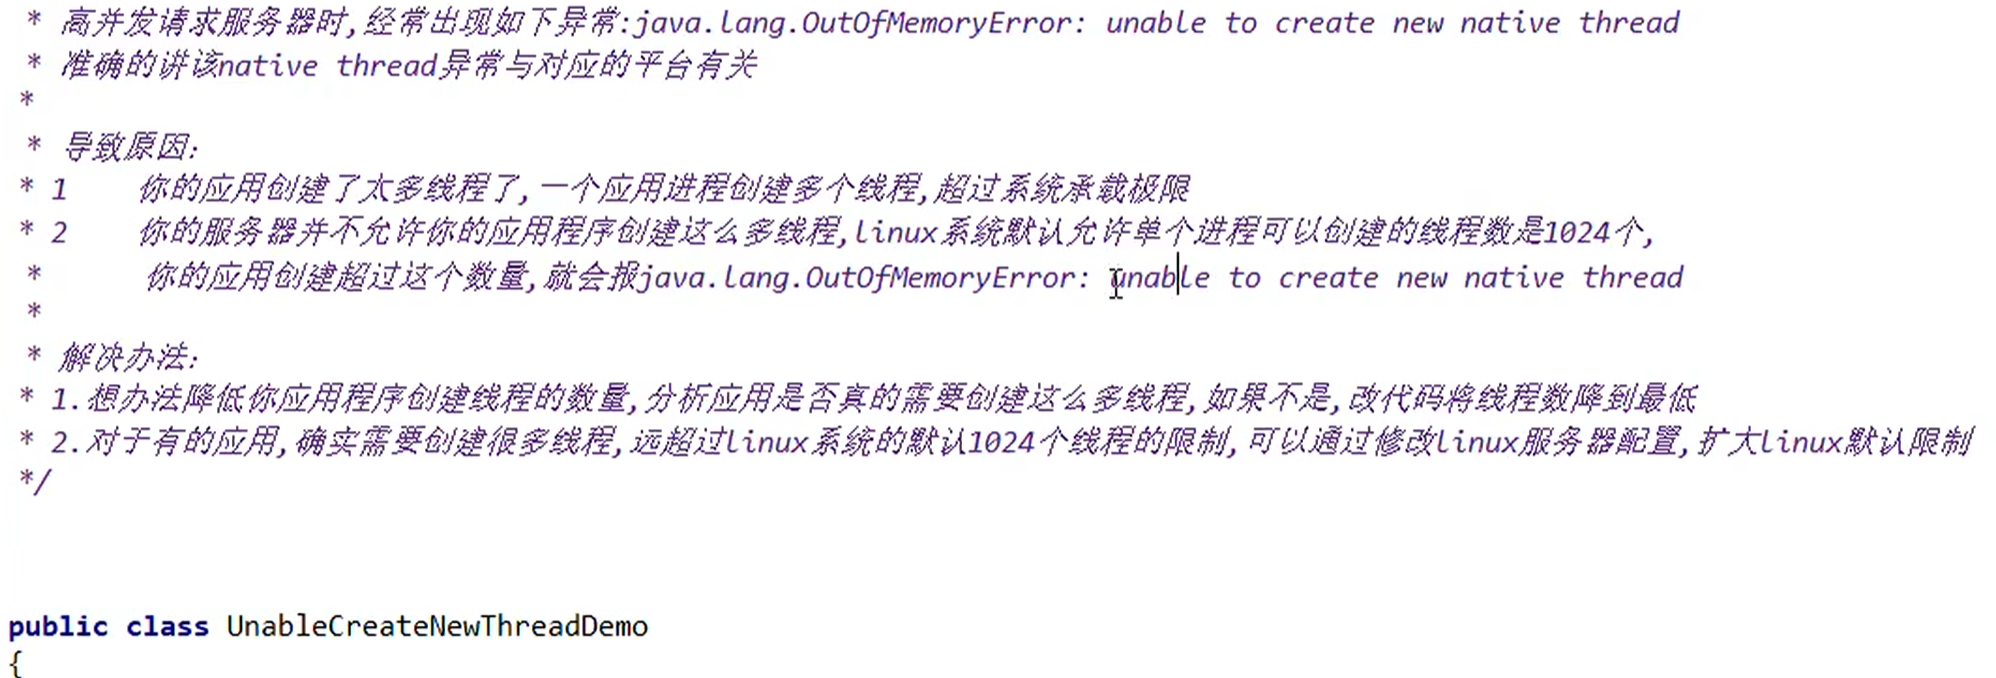 * 高并发请求服务器时,经常出现如下异常:java.lang.OutOfMemoryError: unable to create new native thread
* 准确的讲该native thread异常与对应的平台有关
*
* 导致原因:
* 1 你的应用创建了太多线程了,一个应用进程创建多个线程,超过系统承载极限
* 2 你的服务器并不允许你的应用程序创建这么多线程,linux系统默认允许单个进程可以创建的线程数是1024个,
* 你的应用创建超过这个数量,就会报java.lang.OutOfMemoryError: unable to create new native thread
*
* 解决办法:
* 1.想办法降低你应用程序创建线程的数量,分析应用是否真的需要创建这么多线程,如果不是,改代码将线程数降到最低
* 2.对于有的应用,确实需要创建很多线程,远超过linux系统的默认1024个线程的限制,可以通过修改linux服务器配置,扩大linux默认限制
*/
public class UnableCreateNewThreadDemo
{